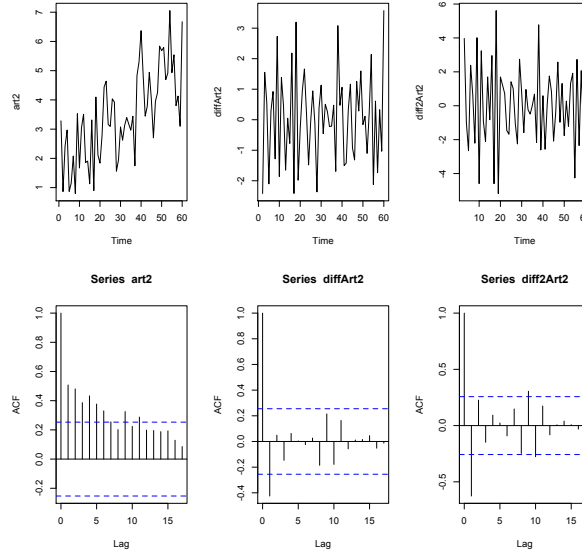 art2
1 2 3 4 5 6 7
0 10 20 30 40 50 60
Time
diffArt2
-2 -1 0 1 2 3
0 10 20 30 40 50 60
Time
diff2Art2
-4 -2 0 2 4
10 20 30 40 50 60
Time
Series art2
ACF
-0.2 0.0 0.2 0.4 0.6 0.8 1.0
0 5 10 15
Lag
Series diffArt2
ACF
-0.4 -0.2 0.0 0.2 0.4 0.6 0.8 1.0
0 5 10 15
Lag
Series diff2Art2
ACF
-0.5 0.0 0.5 1.0
0 5 10 15
Lag